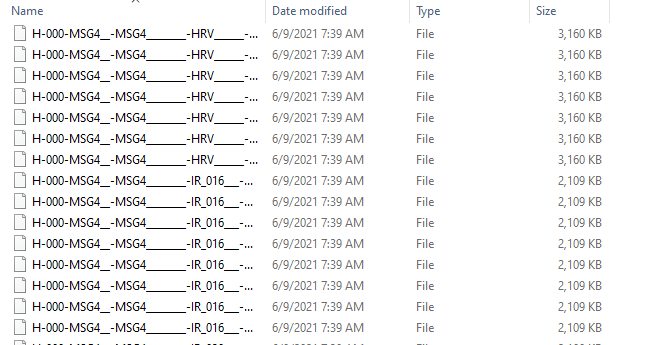 Name Date modified Type Size
H-000-MSG4__-MSG4________-HRV______-... 6/9/2021 7:39 AM File 3,160 KB
H-000-MSG4__-MSG4________-HRV______-... 6/9/2021 7:39 AM File 3,160 KB
H-000-MSG4__-MSG4________-HRV______-... 6/9/2021 7:39 AM File 3,160 KB
H-000-MSG4__-MSG4________-HRV______-... 6/9/2021 7:39 AM File 3,160 KB
H-000-MSG4__-MSG4________-HRV______-... 6/9/2021 7:39 AM File 3,160 KB
H-000-MSG4__-MSG4________-HRV______-... 6/9/2021 7:39 AM File 3,160 KB
H-000-MSG4__-MSG4________-HRV______-... 6/9/2021 7:39 AM File 3,160 KB
H-000-MSG4__-MSG4________-IR_016___-... 6/9/2021 7:39 AM File 2,109 KB
H-000-MSG4__-MSG4________-IR_016___-... 6/9/2021 7:39 AM File 2,109 KB
H-000-MSG4__-MSG4________-IR_016___-... 6/9/2021 7:39 AM File 2,109 KB
H-000-MSG4__-MSG4________-IR_016___-... 6/9/2021 7:39 AM File 2,109 KB
H-000-MSG4__-MSG4________-IR_016___-... 6/9/2021 7:39 AM File 2,109 KB
H-000-MSG4__-MSG4________-IR_016___-... 6/9/2021 7:39 AM File 2,109 KB
H-000-MSG4__-MSG4________-IR_016___-... 6/9/2021 7:39 AM File 2,109 KB
H-000-MSG4__-MSG4________-IR_016___-... 6/9/2021 7:39 AM File 2,109 KB